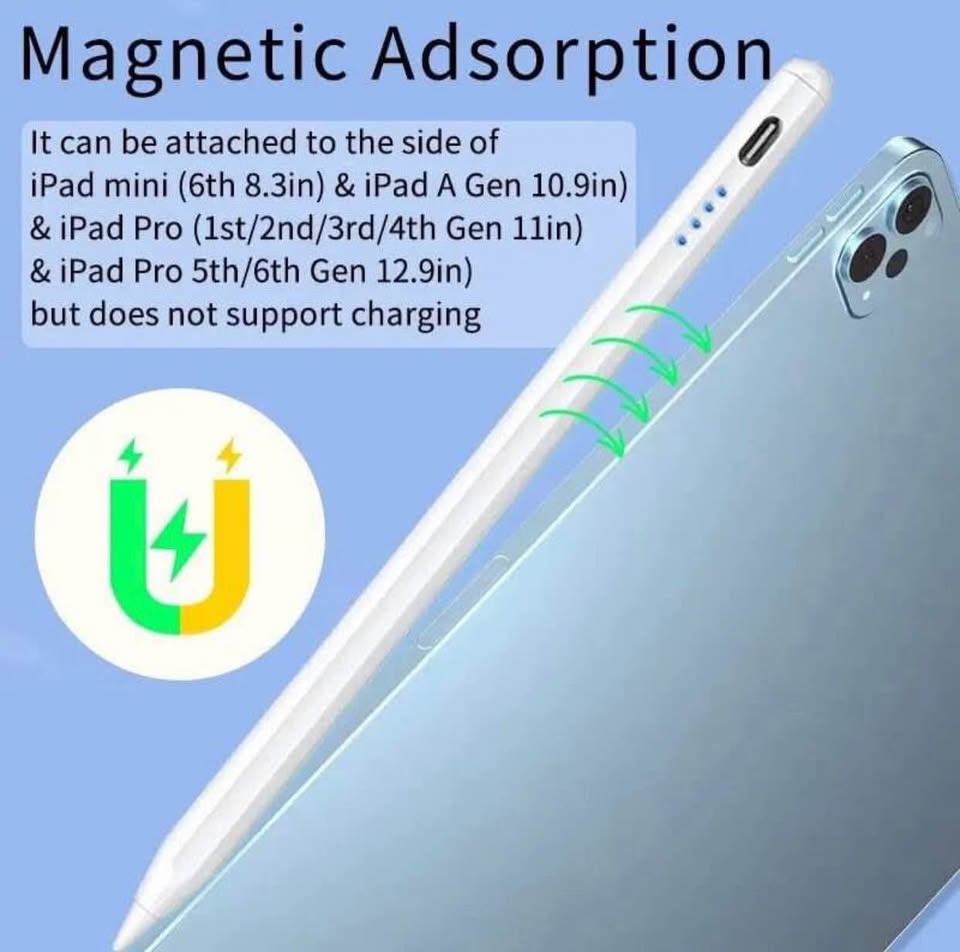 Magnetic Adsorption
It can be attached to the side of
iPad mini (6th 8.3in) & iPad A Gen 10.9in)
& iPad Pro (1st/2nd/3rd/4th Gen 11in)
& iPad Pro 5th/6th Gen 12.9in)
but does not support charging